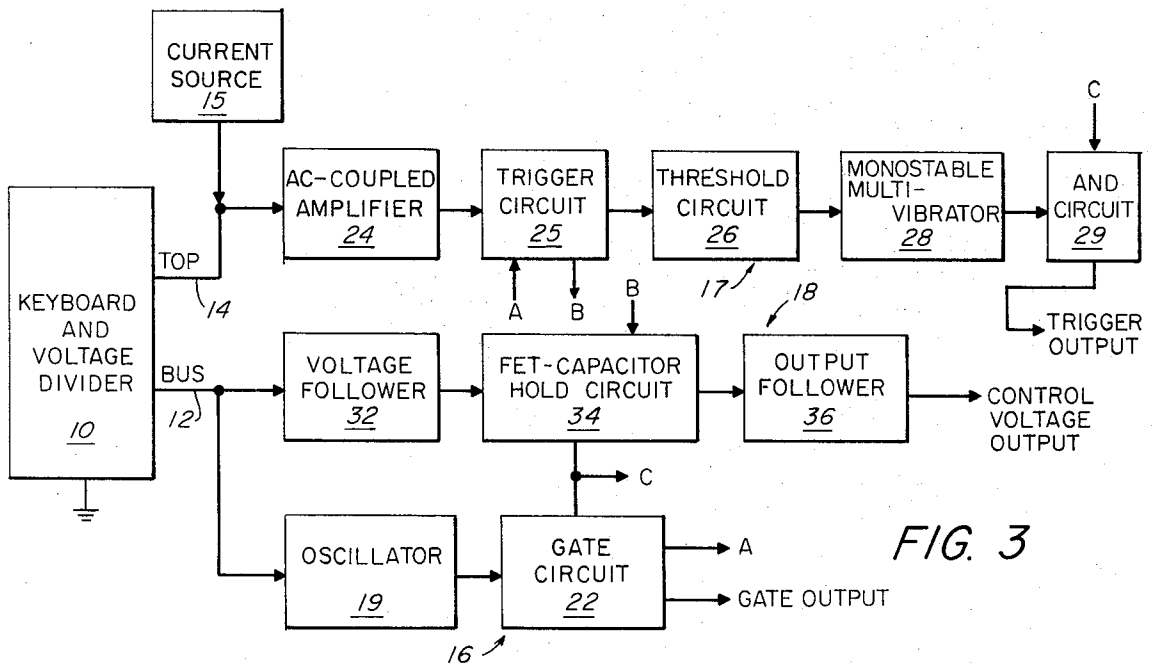 CURRENT
SOURCE
15
C
AC-COUPLED
AMPLIFIER
24
TRIGGER
CIRCUIT
25
THRESHOLD
CIRCUIT
26
MONOSTABLE
MULTI-
VIBRATOR
28
AND
CIRCUIT
29
TOP
14
A
B
17
B
18
TRIGGER
OUTPUT
KEYBOARD
AND
VOLTAGE
DIVIDER
10
BUS
12
VOLTAGE
FOLLOWER
32
FET-CAPACITOR
HOLD CIRCUIT
34
OUTPUT
FOLLOWER
36
CONTROL
VOLTAGE
OUTPUT
C
OSCILLATOR
19
GATE
CIRCUIT
22
A
GATE OUTPUT
16
FIG. 3